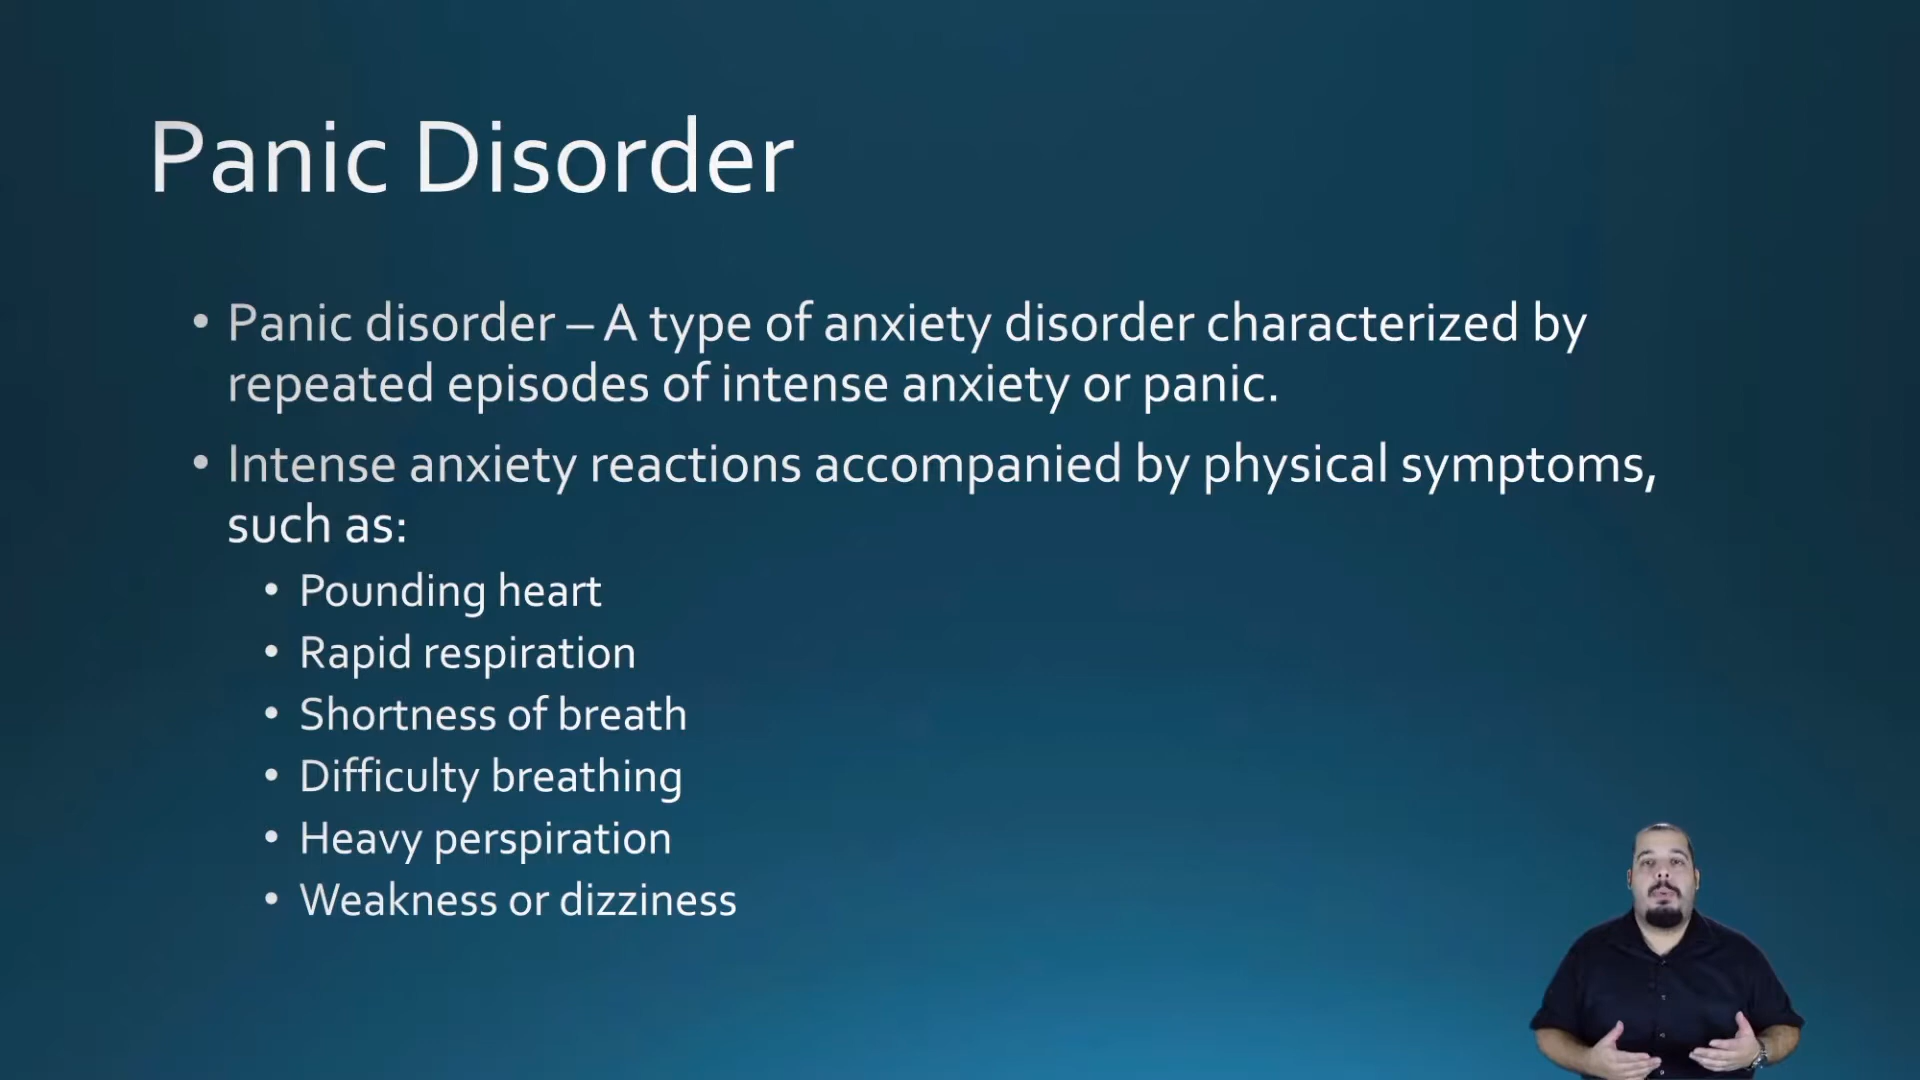 Panic Disorder
• Panic disorder – A type of anxiety disorder characterized by
repeated episodes of intense anxiety or panic.
• Intense anxiety reactions accompanied by physical symptoms,
such as:
• Pounding heart
• Rapid respiration
• Shortness of breath
• Difficulty breathing
• Heavy perspiration
• Weakness or dizziness